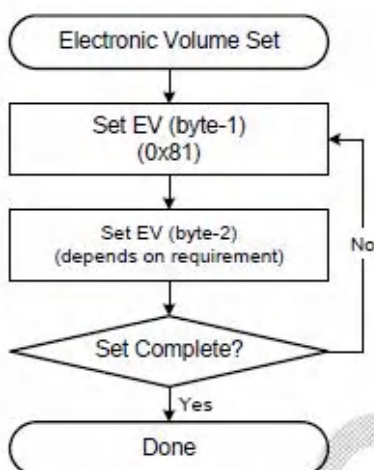 Electronic Volume Set
Set EV (byte-1)
(0x81)
Set EV (byte-2)
(depends on requirement)
No
Set Complete?
Yes
Done